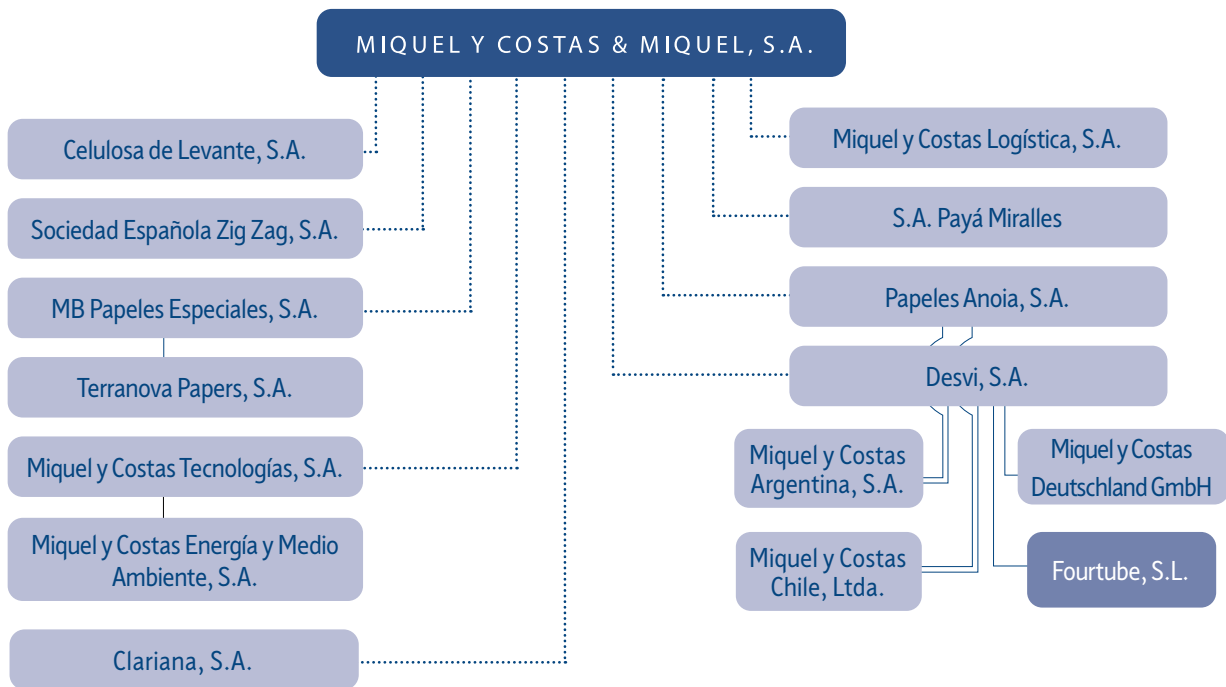 MIQUEL Y COSTAS & MIQUEL, S.A.
Celulosa de Levante, S.A.
Sociedad Española Zig Zag, S.A.
MB Papeles Especiales, S.A.
Terranova Papers, S.A.
Miquel y Costas Tecnologías, S.A.
Miquel y Costas Energía y Medio
Ambiente, S.A.
Clariana, S.A.
Miquel y Costas Logística, S.A.
S.A. Payá Miralles
Papeles Anoia, S.A.
Desvi, S.A.
Miquel y Costas
Argentina, S.A.
Miquel y Costas
Deutschland GmbH
Miquel y Costas
Chile, Ltda.
Fourtube, S.L.